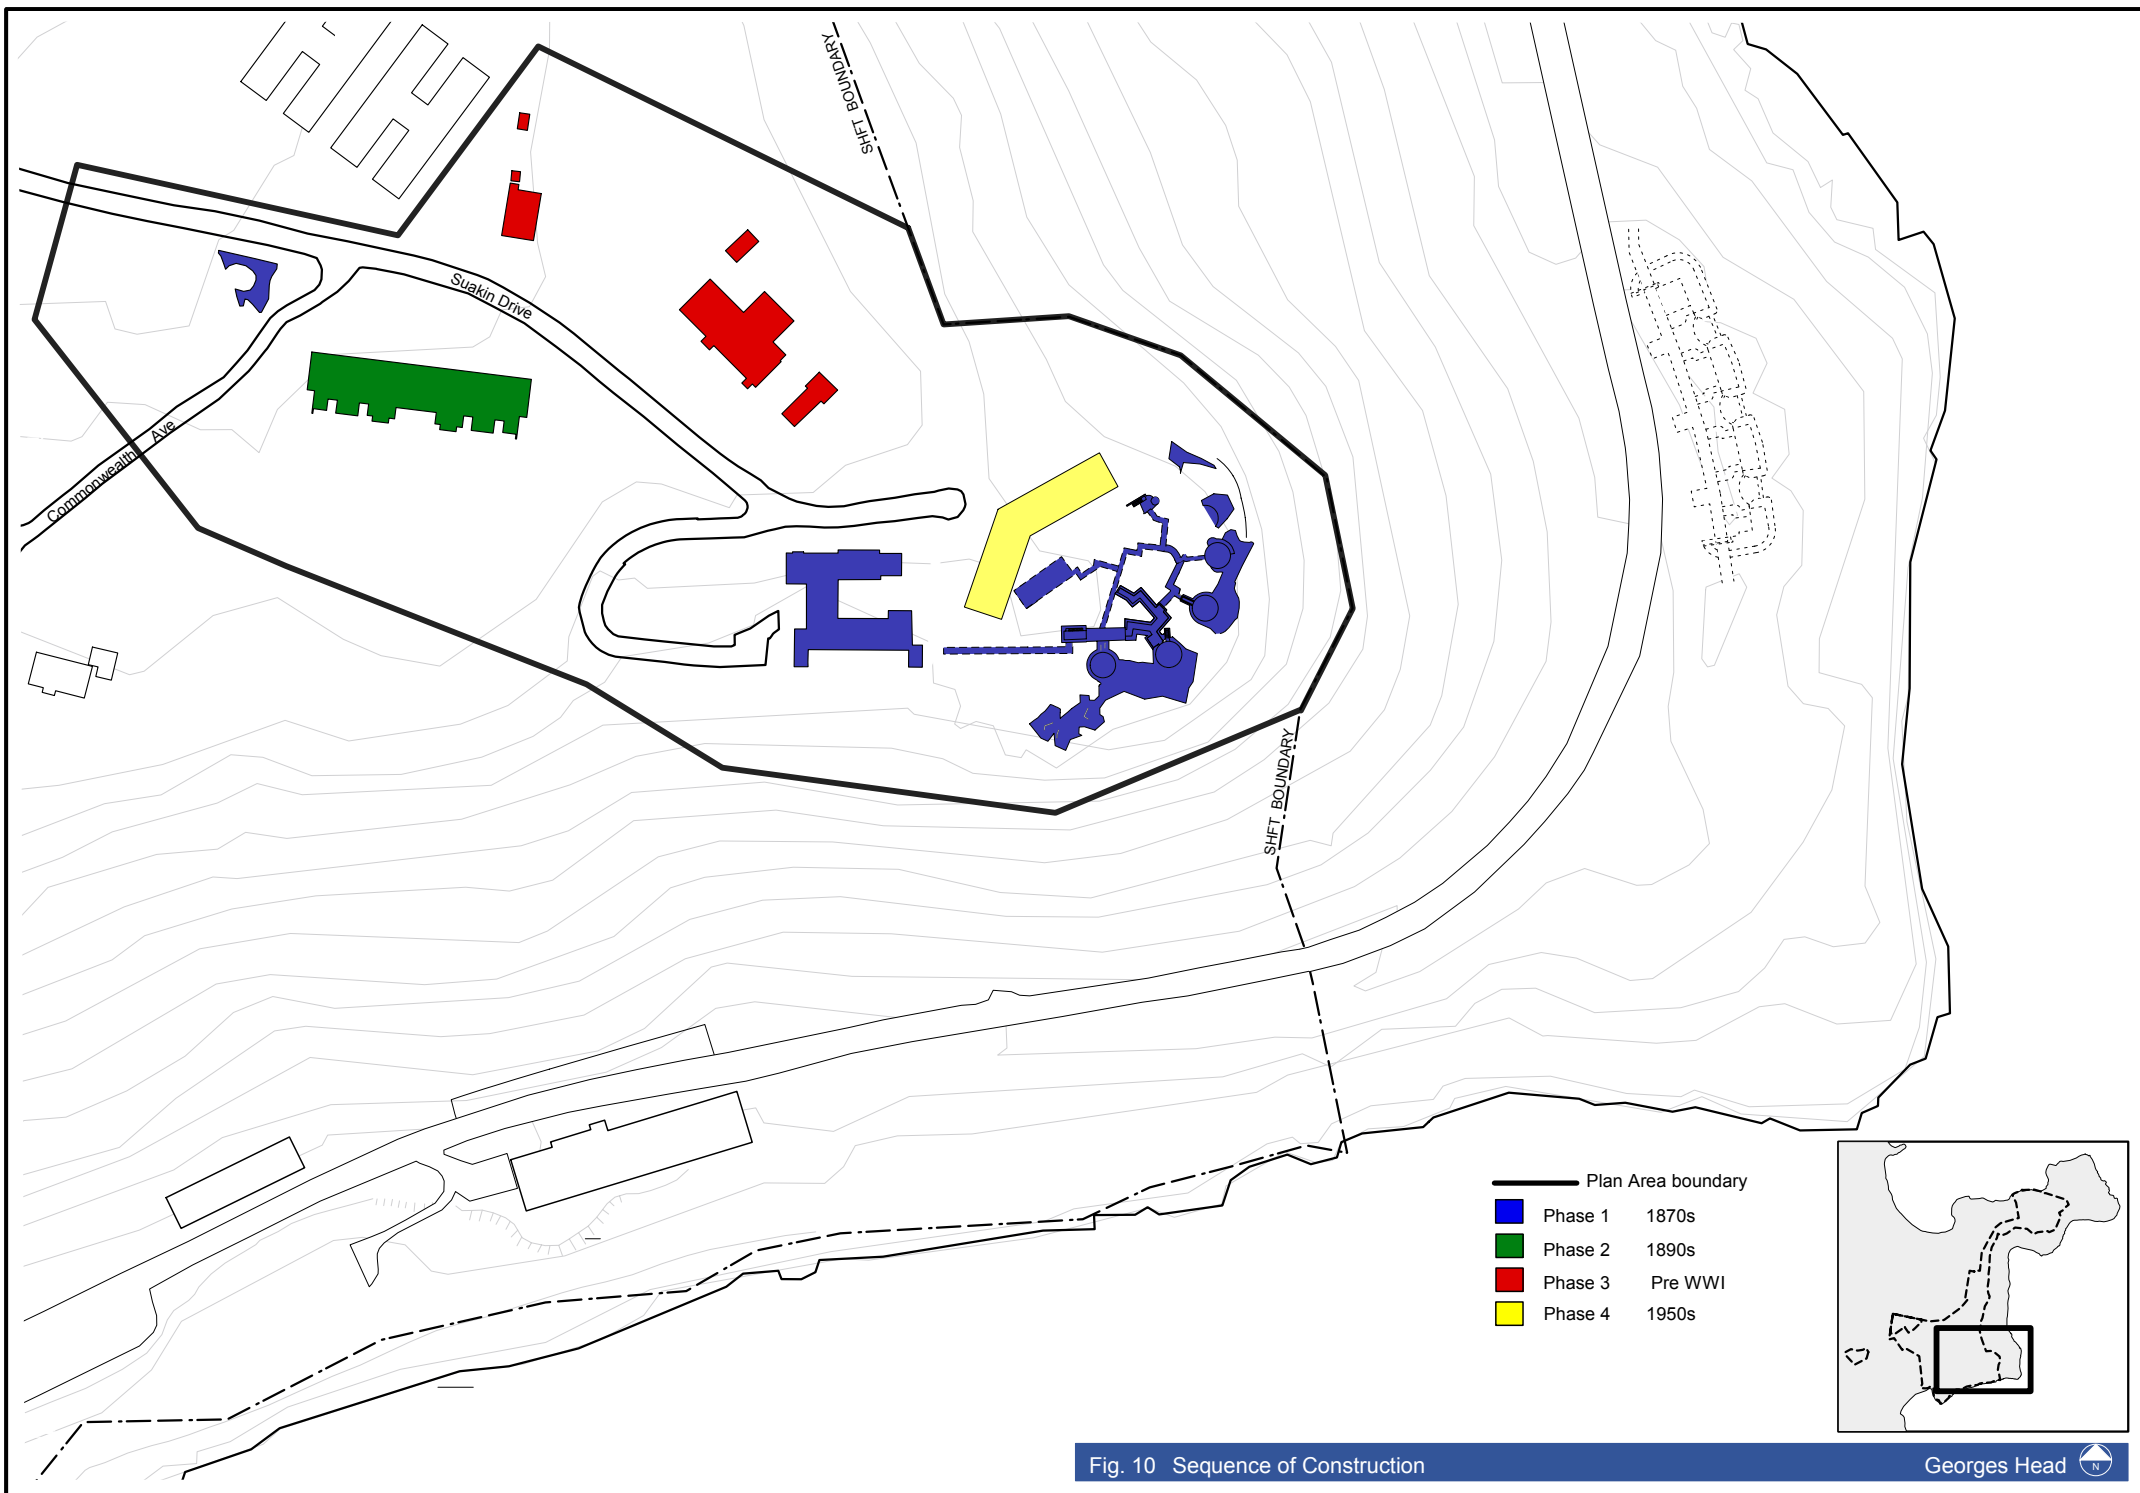 SHFT BOUNDARY
Suakin Drive
Commonwealth Ave
SHFT BOUNDARY
Plan Area boundary
Phase 1 1870s
Phase 2 1890s
Phase 3 Pre WWI
Phase 4 1950s
Fig. 10 Sequence of Construction
Georges Head
N